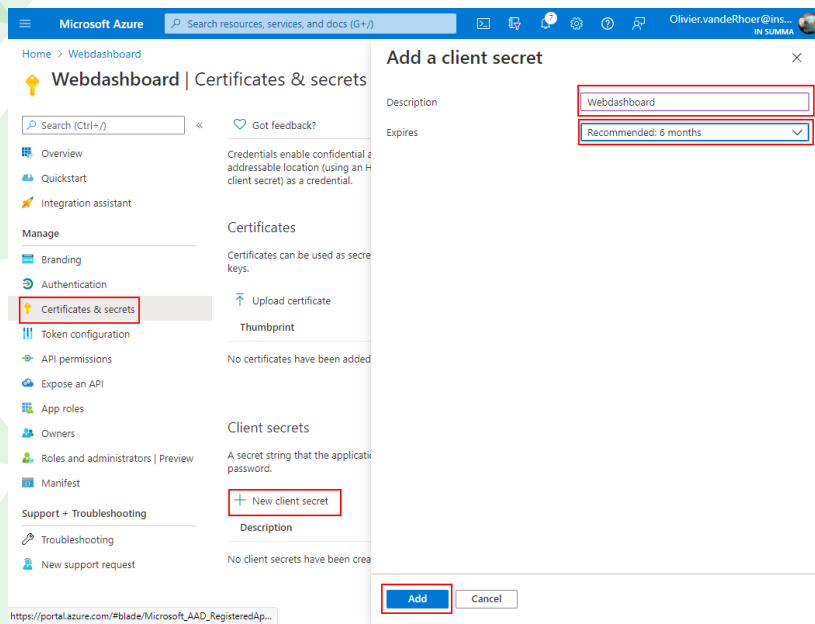 Microsoft Azure
Search resources, services, and docs (G+/)
7
Olivier.vandeRhoer@ins...
IN SUMMA
Home > Webdashboard
Webdashboard | Certificates & secrets
Search (Ctrl+/)
«
Overview
Quickstart
Integration assistant
Manage
Branding
Authentication
Certificates & secrets
Token configuration
API permissions
Expose an API
App roles
Owners
Roles and administrators | Preview
Manifest
Support + Troubleshooting
Troubleshooting
New support request
Got feedback?
Credentials enable confidential a
addressable location (using an H
client secret) as a credential.
Certificates
Certificates can be used as secre
keys.
Upload certificate
Thumbprint
No certificates have been added
Client secrets
A secret string that the applicati
password.
New client secret
Description
No client secrets have been crea
Add a client secret
Description
Webdashboard
Expires
Recommended: 6 months
Add
Cancel
https://portal.azure.com/#blade/Microsoft_AAD_RegisteredAp...